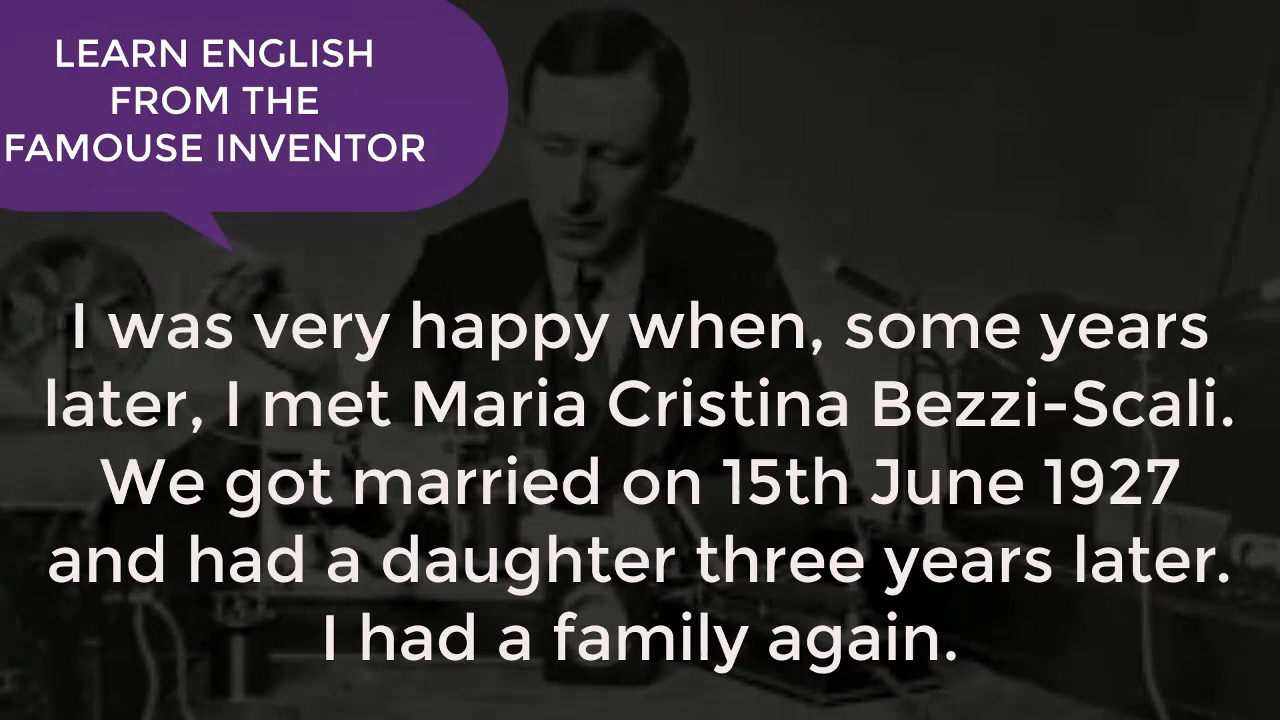 LEARN ENGLISH
FROM THE
FAMOUSE INVENTOR
I was very happy when, some years
later, I met Maria Cristina Bezzi-Scali.
We got married on 15th June 1927
and had a daughter three years later.
I had a family again.